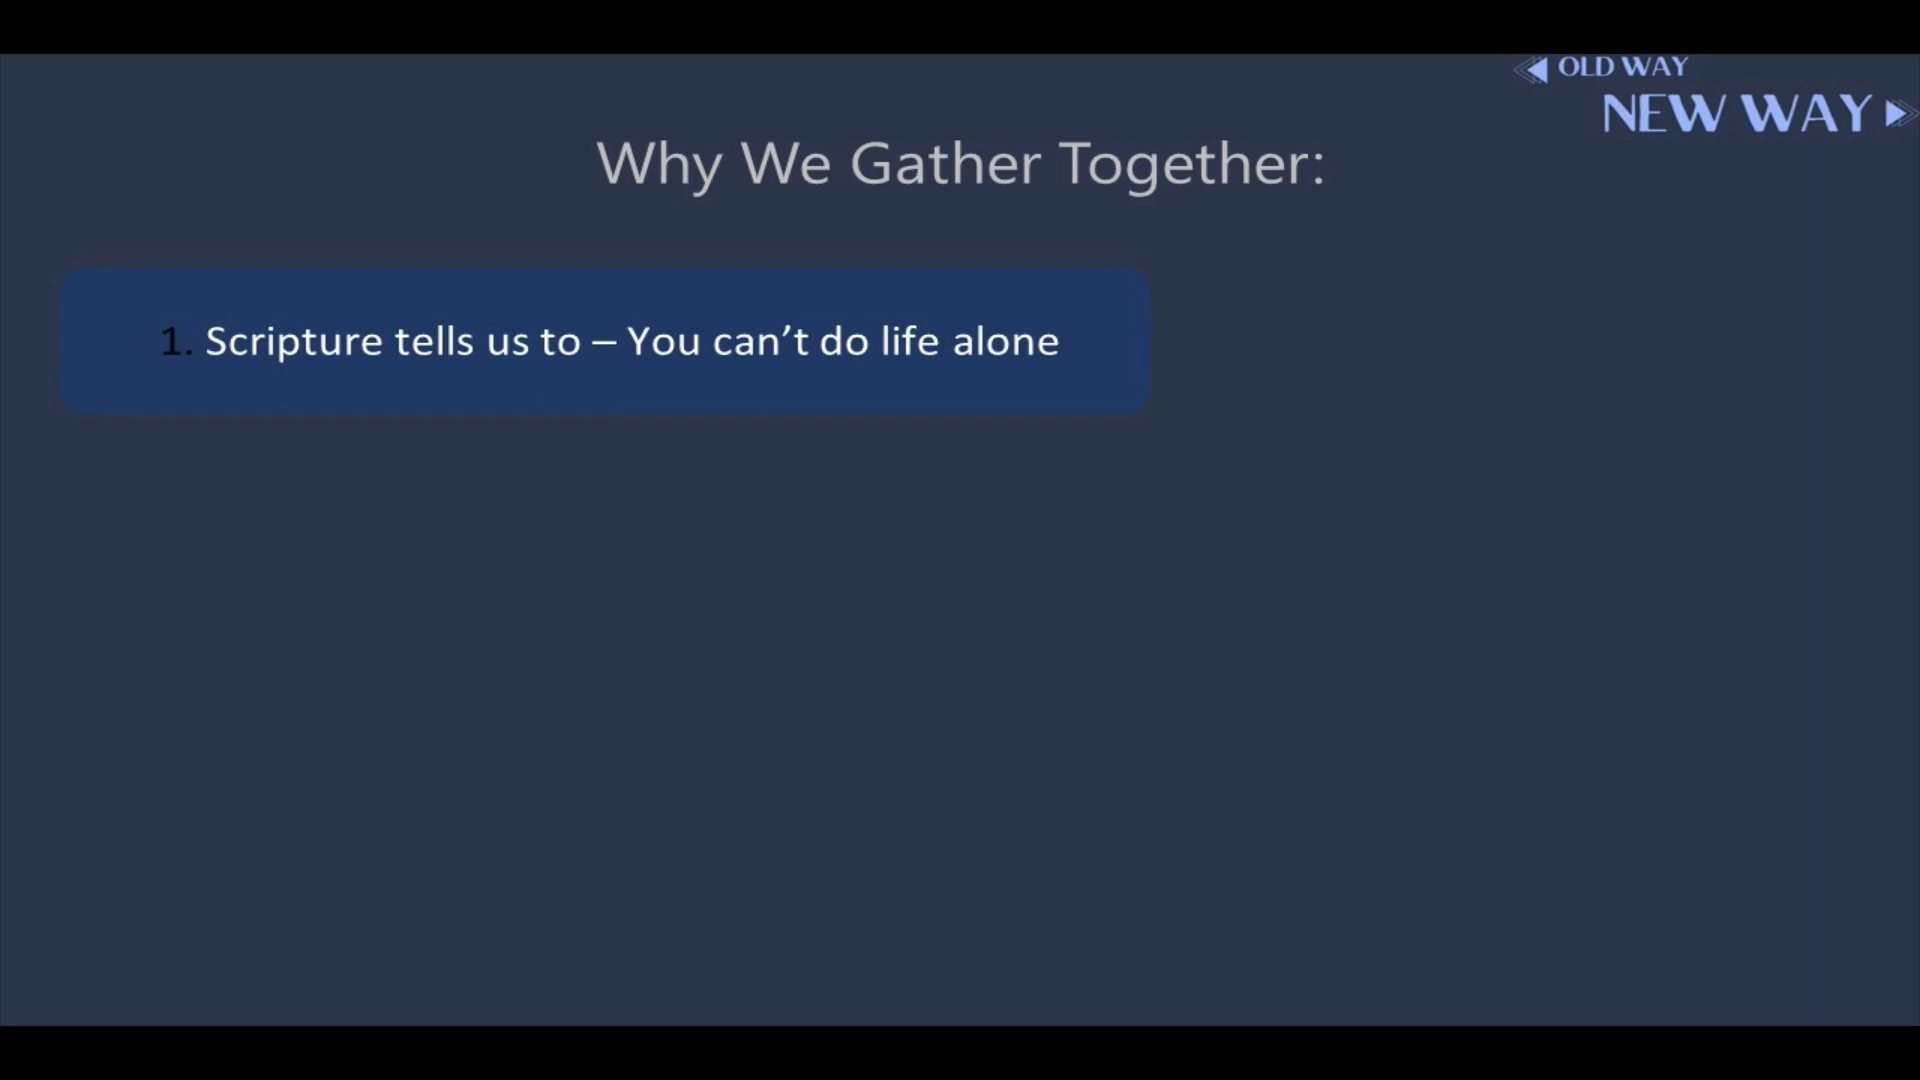 OLD WAY
NEW WAY
Why We Gather Together:
1. Scripture tells us to – You can’t do life alone